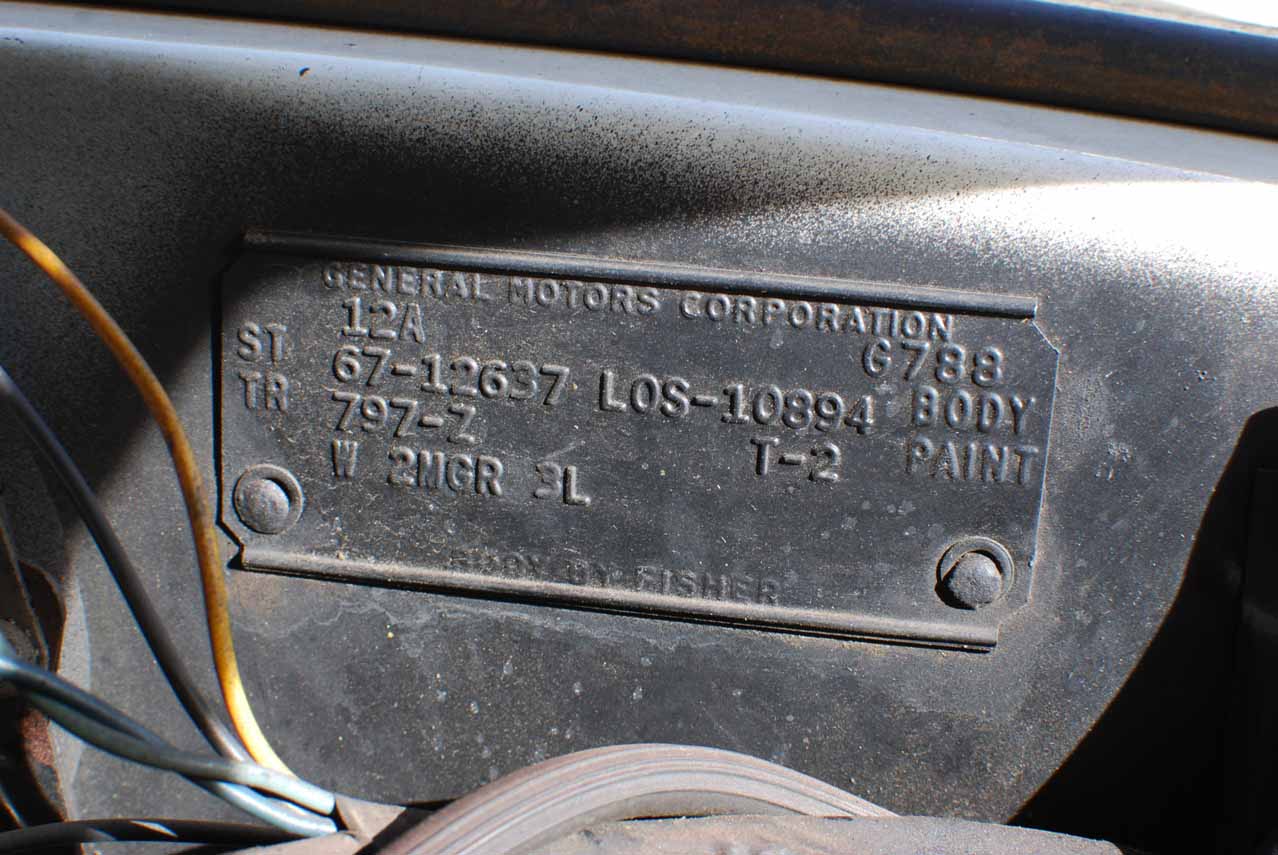 GENERAL MOTORS CORPORATION
12A G788
ST 67-12637 LOS-10894 BODY
TR 797-Z T-2 PAINT
W 2MGR 3L
BODY BY FISHER